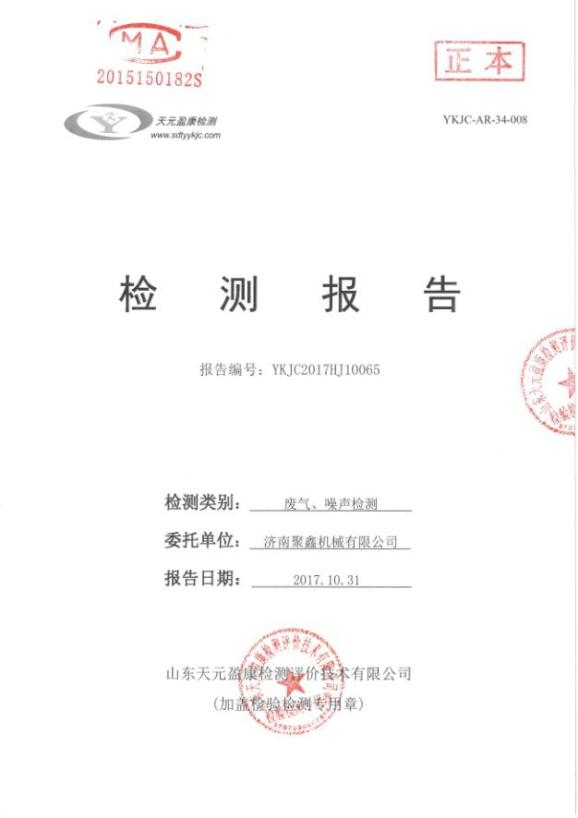 MA
2015150182S
正本
天元盈康检测
www.sdtyykjc.com
YKJC-AR-34-008
检测报告
报告编号：YKJC2017HJ10065
检测类别：废气、噪声检测
委托单位：济南聚鑫机械有限公司
报告日期：2017.10.31
山东天元盈康检测评价技术有限公司
(加盖检验检测专用章)